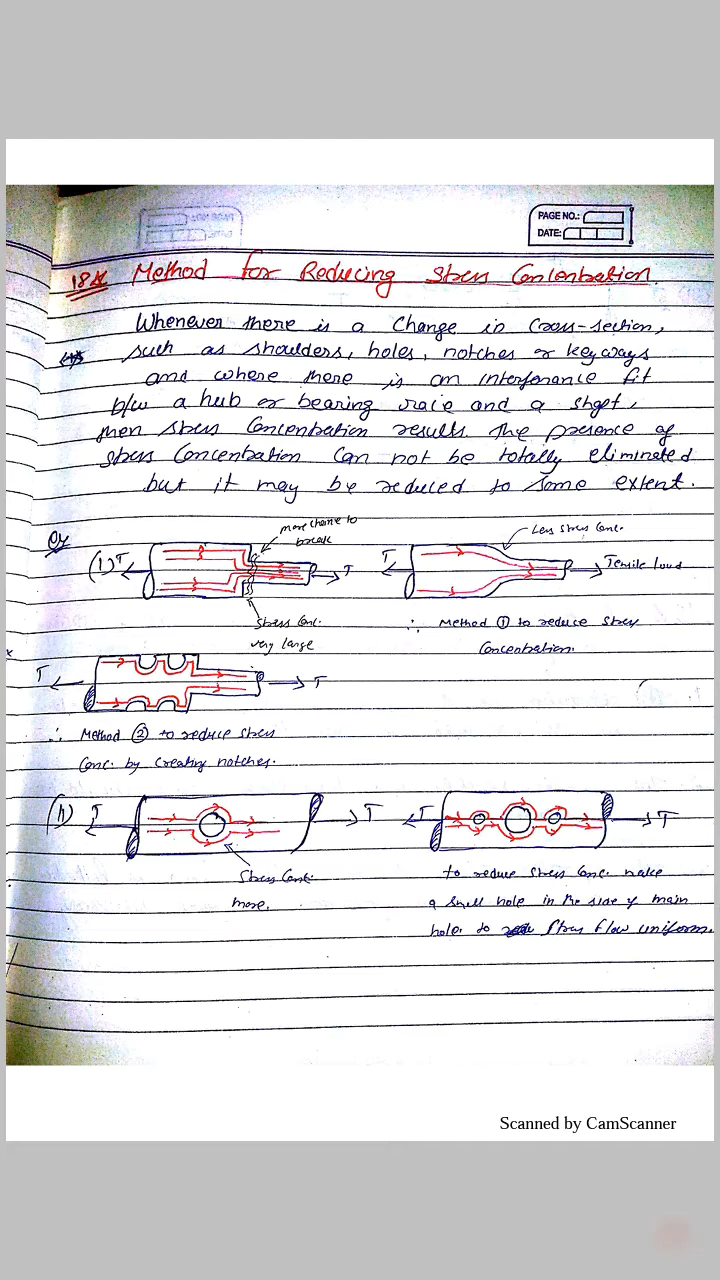 PAGE NO.:
DATE:
Method for Reducing Stress Concentration.
Whenever there is a change in Cross-section,
such as shoulders, holes, notches or keyways
and where there is an interferance fit
b/w a hub or bearing race and a shaft,
then stress Concentration results. The presence of
stress Concentration Can not be totally eliminated
but it may be reduced to some extent.
Ex
more chance to
break
Less stress Conc.
(1) T
T
T
Tensile load
Stress Conc.
very large
∴ Method ① to reduce stress
Concentration.
T
T
∴ Method ② to reduce stress
Conc. by creating notches.
(11) T
T
T
T
Stress Conc.
more.
to reduce stress Conc. make
a small hole in the side of main
hole. to stress flow uniform.
Scanned by CamScanner